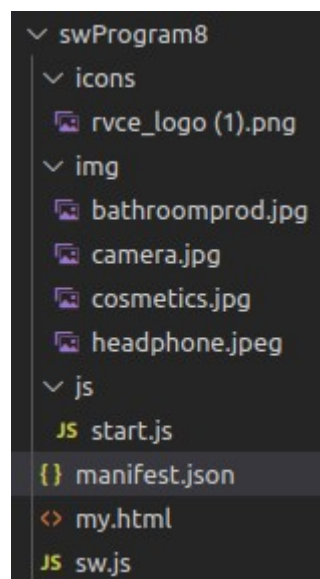 swProgram8
icons
rvce_logo (1).png
img
bathroomprod.jpg
camera.jpg
cosmetics.jpg
headphone.jpeg
js
JS start.js
{} manifest.json
<> my.html
JS sw.js